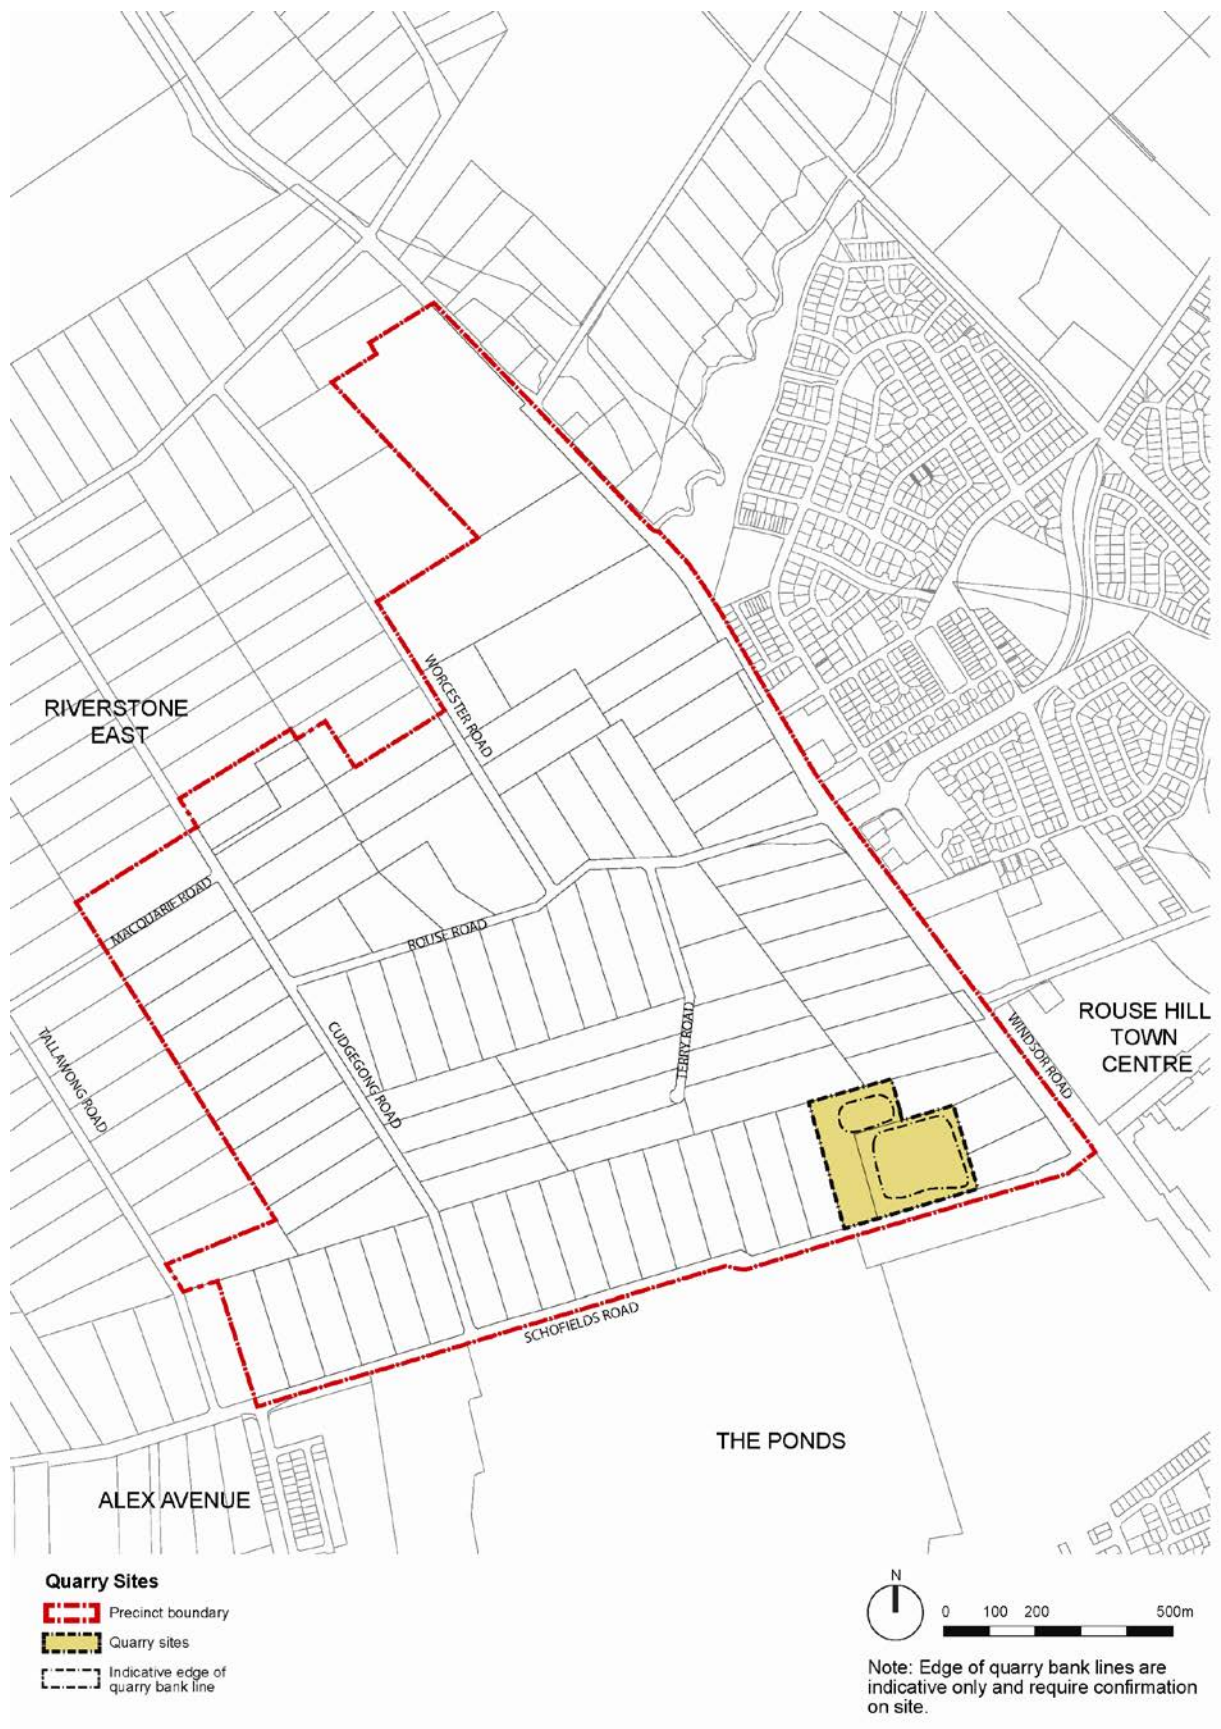 WORCESTER ROAD
RIVERSTONE
EAST
MACQUARIE ROAD
ROUSE ROAD
TALLAWONG ROAD
CUDGEGONG ROAD
TERRY ROAD
WINDSOR ROAD
ROUSE HILL
TOWN
CENTRE
SCHOFIELDS ROAD
THE PONDS
ALEX AVENUE
Quarry Sites
Precinct boundary
Quarry sites
Indicative edge of
quarry bank line
N
0 100 200 500m
Note: Edge of quarry bank lines are
indicative only and require confirmation
on site.